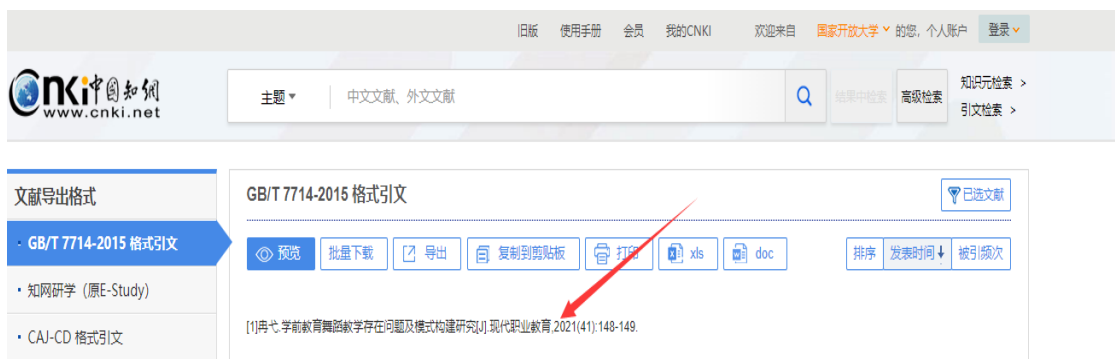 旧版 使用手册 会员 我的CNKI 欢迎来自 国家开放大学 的您，个人账户 登录
CNKi中国知网
www.cnki.net
主题 中文文献、外文文献 结果中检索 高级检索 知识元检索 >
引文检索 >
文献导出格式
· GB/T 7714-2015 格式引文
· 知网研学（原E-Study)
· CAJ-CD 格式引文
GB/T 7714-2015 格式引文 已选文献
预览 批量下载 导出 复制到剪贴板 打印 xls doc 排序 发表时间 被引频次
[1]冉弋.学前教育舞蹈教学存在问题及模式构建研究[J].现代职业教育,2021(41):148-149.